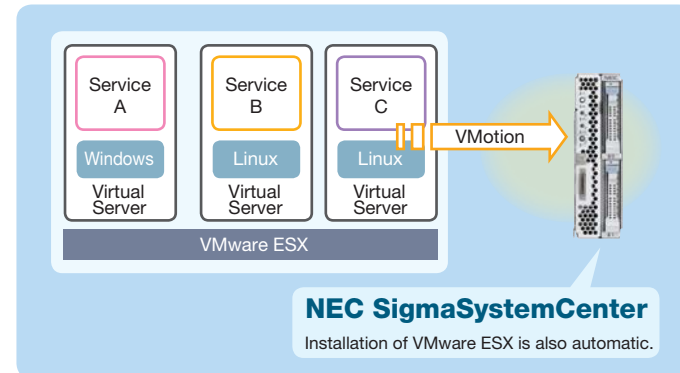 Service
A
Service
B
Service
C
VMotion
Windows
Linux
Linux
Virtual
Server
Virtual
Server
Virtual
Server
VMware ESX
NEC
NEC SigmaSystemCenter
Installation of VMware ESX is also automatic.